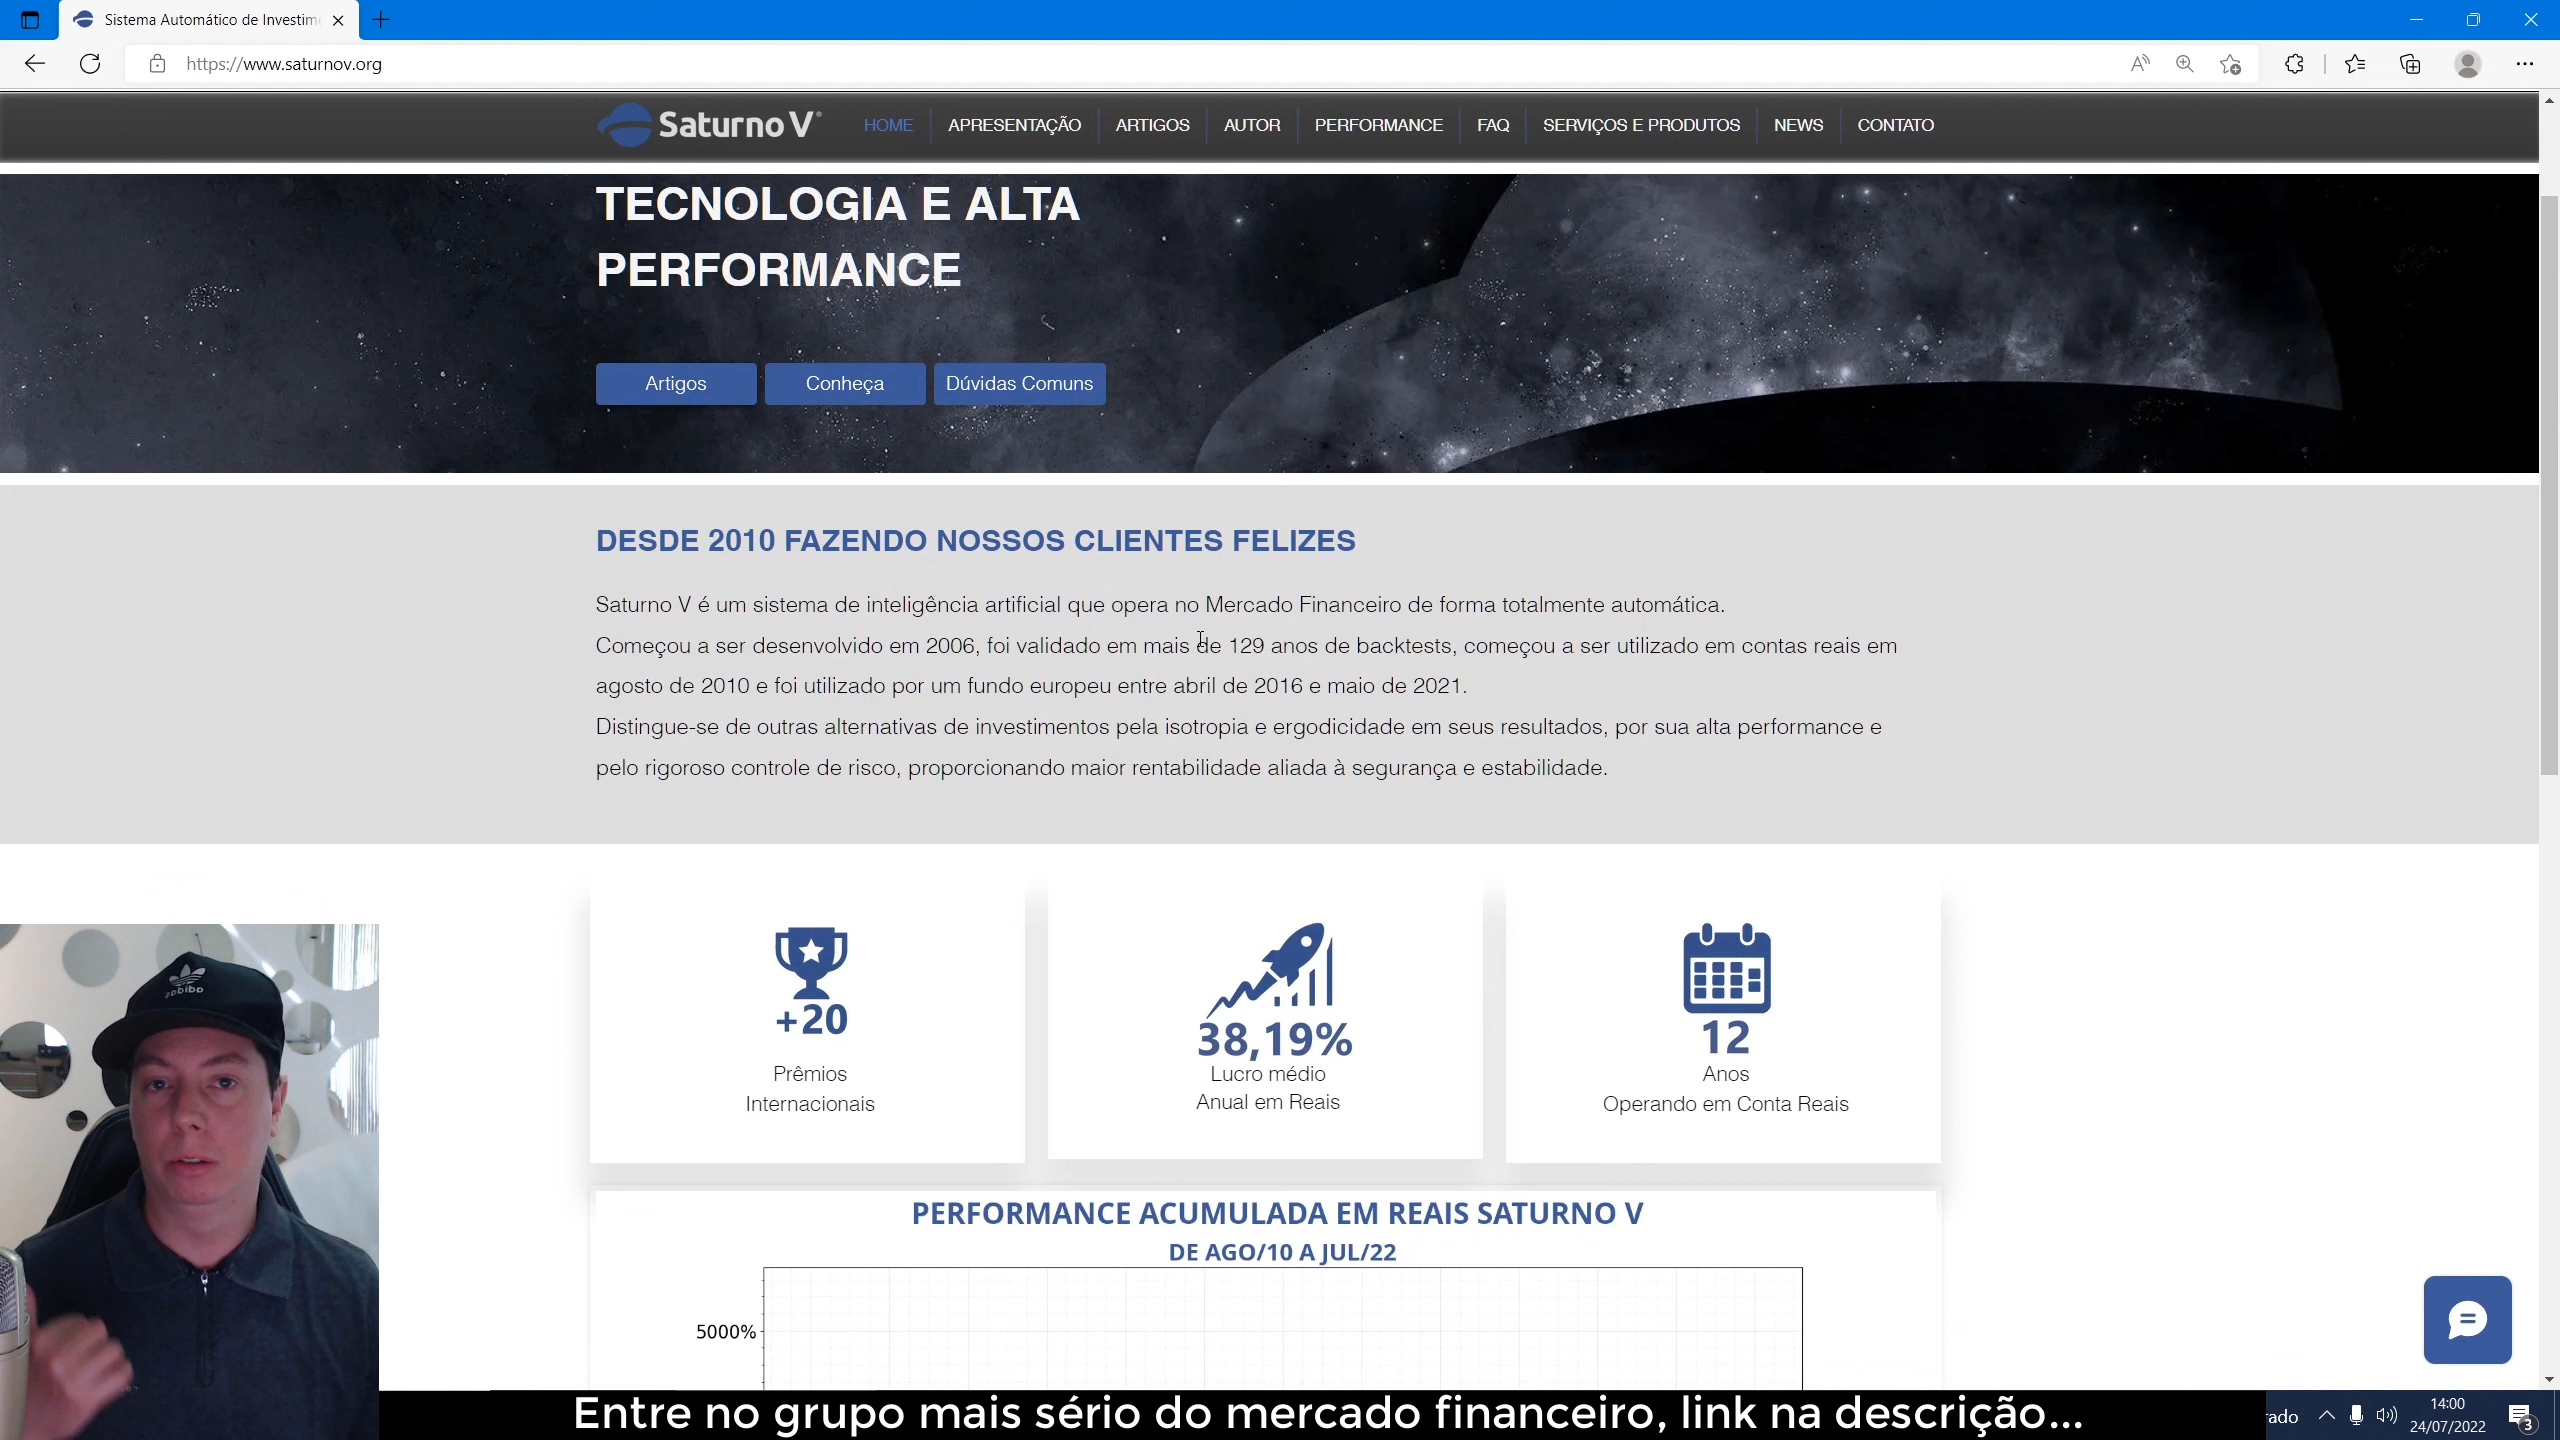 Sistema Automático de Investim
https://www.saturnov.org
Saturno V®
HOME
APRESENTAÇÃO
ARTIGOS
AUTOR
PERFORMANCE
FAQ
SERVIÇOS E PRODUTOS
NEWS
CONTATO
TECNOLOGIA E ALTA
PERFORMANCE
Artigos
Conheça
Dúvidas Comuns
DESDE 2010 FAZENDO NOSSOS CLIENTES FELIZES
Saturno V é um sistema de inteligência artificial que opera no Mercado Financeiro de forma totalmente automática.
Começou a ser desenvolvido em 2006, foi validado em mais de 129 anos de backtests, começou a ser utilizado em contas reais em
agosto de 2010 e foi utilizado por um fundo europeu entre abril de 2016 e maio de 2021.
Distingue-se de outras alternativas de investimentos pela isotropia e ergodicidade em seus resultados, por sua alta performance e
pelo rigoroso controle de risco, proporcionando maior rentabilidade aliada à segurança e estabilidade.
+20
Prêmios
Internacionais
38,19%
Lucro médio
Anual em Reais
12
Anos
Operando em Conta Reais
PERFORMANCE ACUMULADA EM REAIS SATURNO V
DE AGO/10 A JUL/22
5000%
Entre no grupo mais sério do mercado financeiro, link na descrição...
rado
14:00
24/07/2022
3